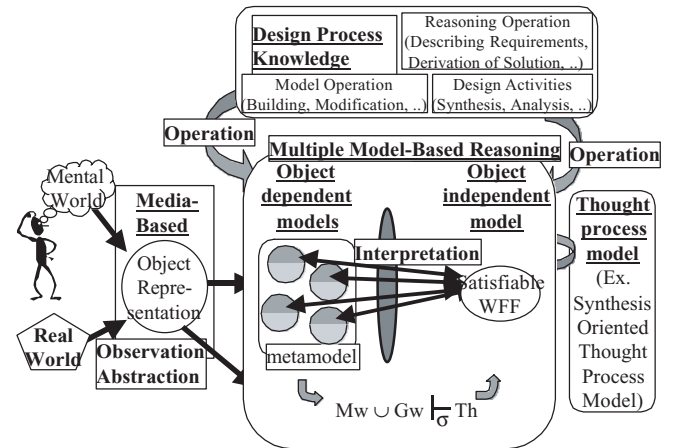 Design Process
Knowledge
Reasoning Operation
(Describing Requirements,
Derivation of Solution, ..)
Model Operation
(Building, Modification, ..)
Design Activities
(Synthesis, Analysis, ..)
Operation
Multiple Model-Based Reasoning
Operation
Mental
World
Media-
Based
Object
Repre-
sentation
Real
World
Observation
Abstraction
Object
dependent
models
Object
independent
model
Interpretation
Satisfiable
WFF
metamodel
Mw ∪ Gw ⊢σ Th
Thought
process
model
(Ex.
Synthesis
Oriented
Thought
Process
Model)